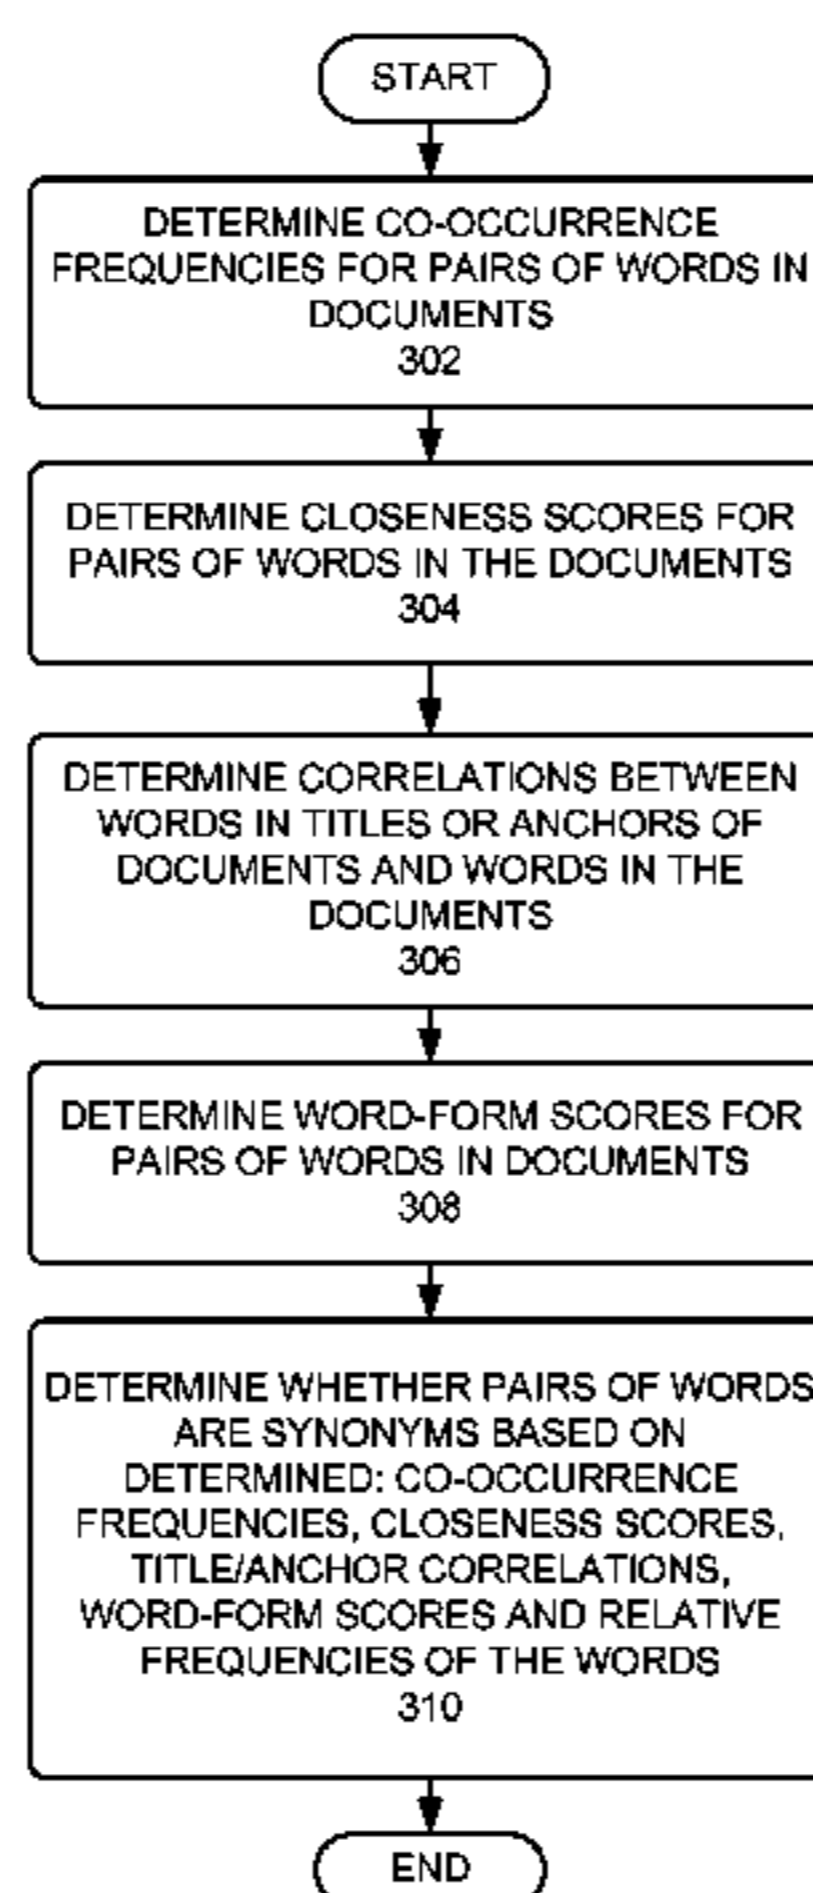 START
DETERMINE CO-OCCURRENCE
FREQUENCIES FOR PAIRS OF WORDS IN
DOCUMENTS
302
DETERMINE CLOSENESS SCORES FOR
PAIRS OF WORDS IN THE DOCUMENTS
304
DETERMINE CORRELATIONS BETWEEN
WORDS IN TITLES OR ANCHORS OF
DOCUMENTS AND WORDS IN THE
DOCUMENTS
306
DETERMINE WORD-FORM SCORES FOR
PAIRS OF WORDS IN DOCUMENTS
308
DETERMINE WHETHER PAIRS OF WORDS
ARE SYNONYMS BASED ON
DETERMINED: CO-OCCURRENCE
FREQUENCIES, CLOSENESS SCORES,
TITLE/ANCHOR CORRELATIONS,
WORD-FORM SCORES AND RELATIVE
FREQUENCIES OF THE WORDS
310
END